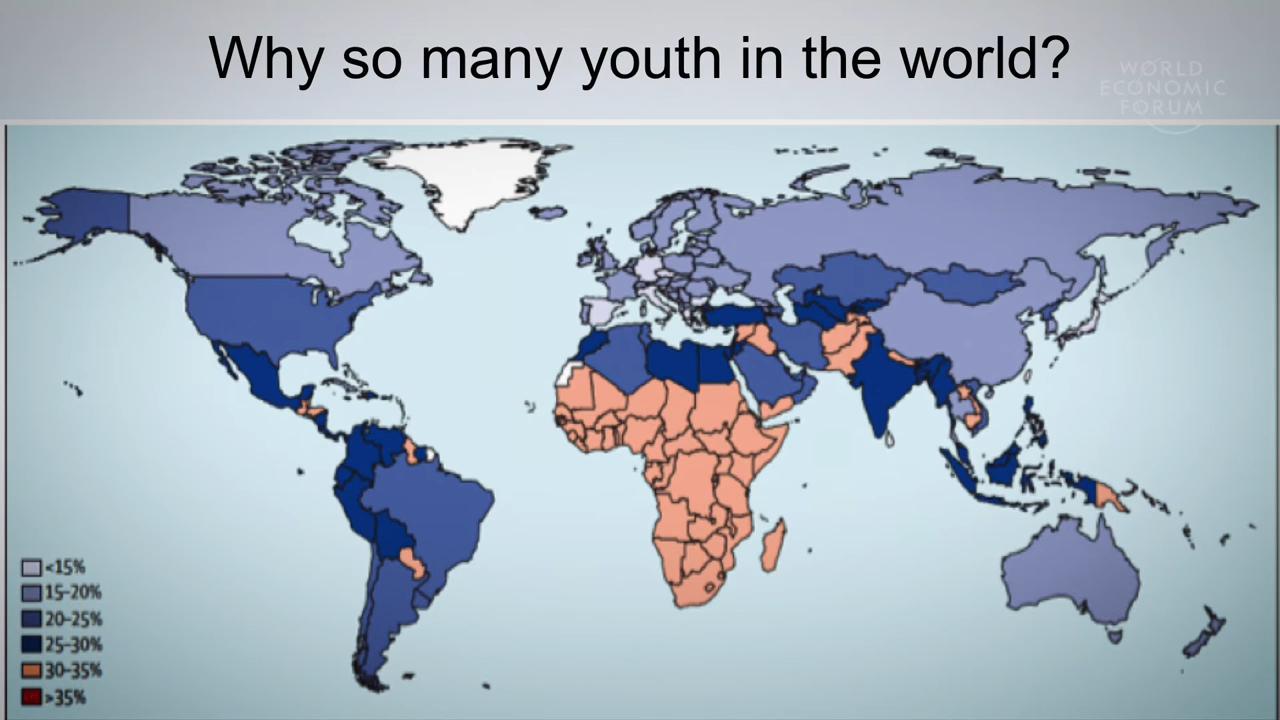 Why so many youth in the world?
WORLD
ECONOMIC
FORUM
<15%
15-20%
20-25%
25-30%
30-35%
>35%